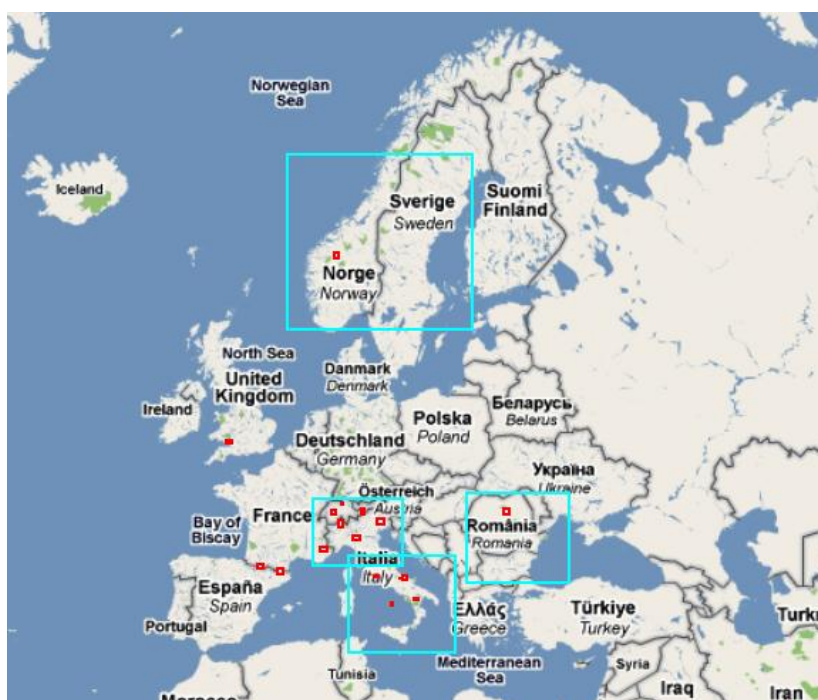 Norwegian
Sea
Iceland
Sverige
Sweden
Suomi
Finland
Norge
Norway
North Sea
United
Kingdom
Ireland
Danmark
Denmark
Беларусь
Belarus
Polska
Poland
Deutschland
Germany
Україна
Ukraine
Österreich
Austria
France
Bay of
Biscay
România
Romania
Italia
Italy
España
Spain
Portugal
Ελλάς
Greece
Türkiye
Turkey
Mediterranean
Sea
Tunisia
Syria
Iraq
Iran